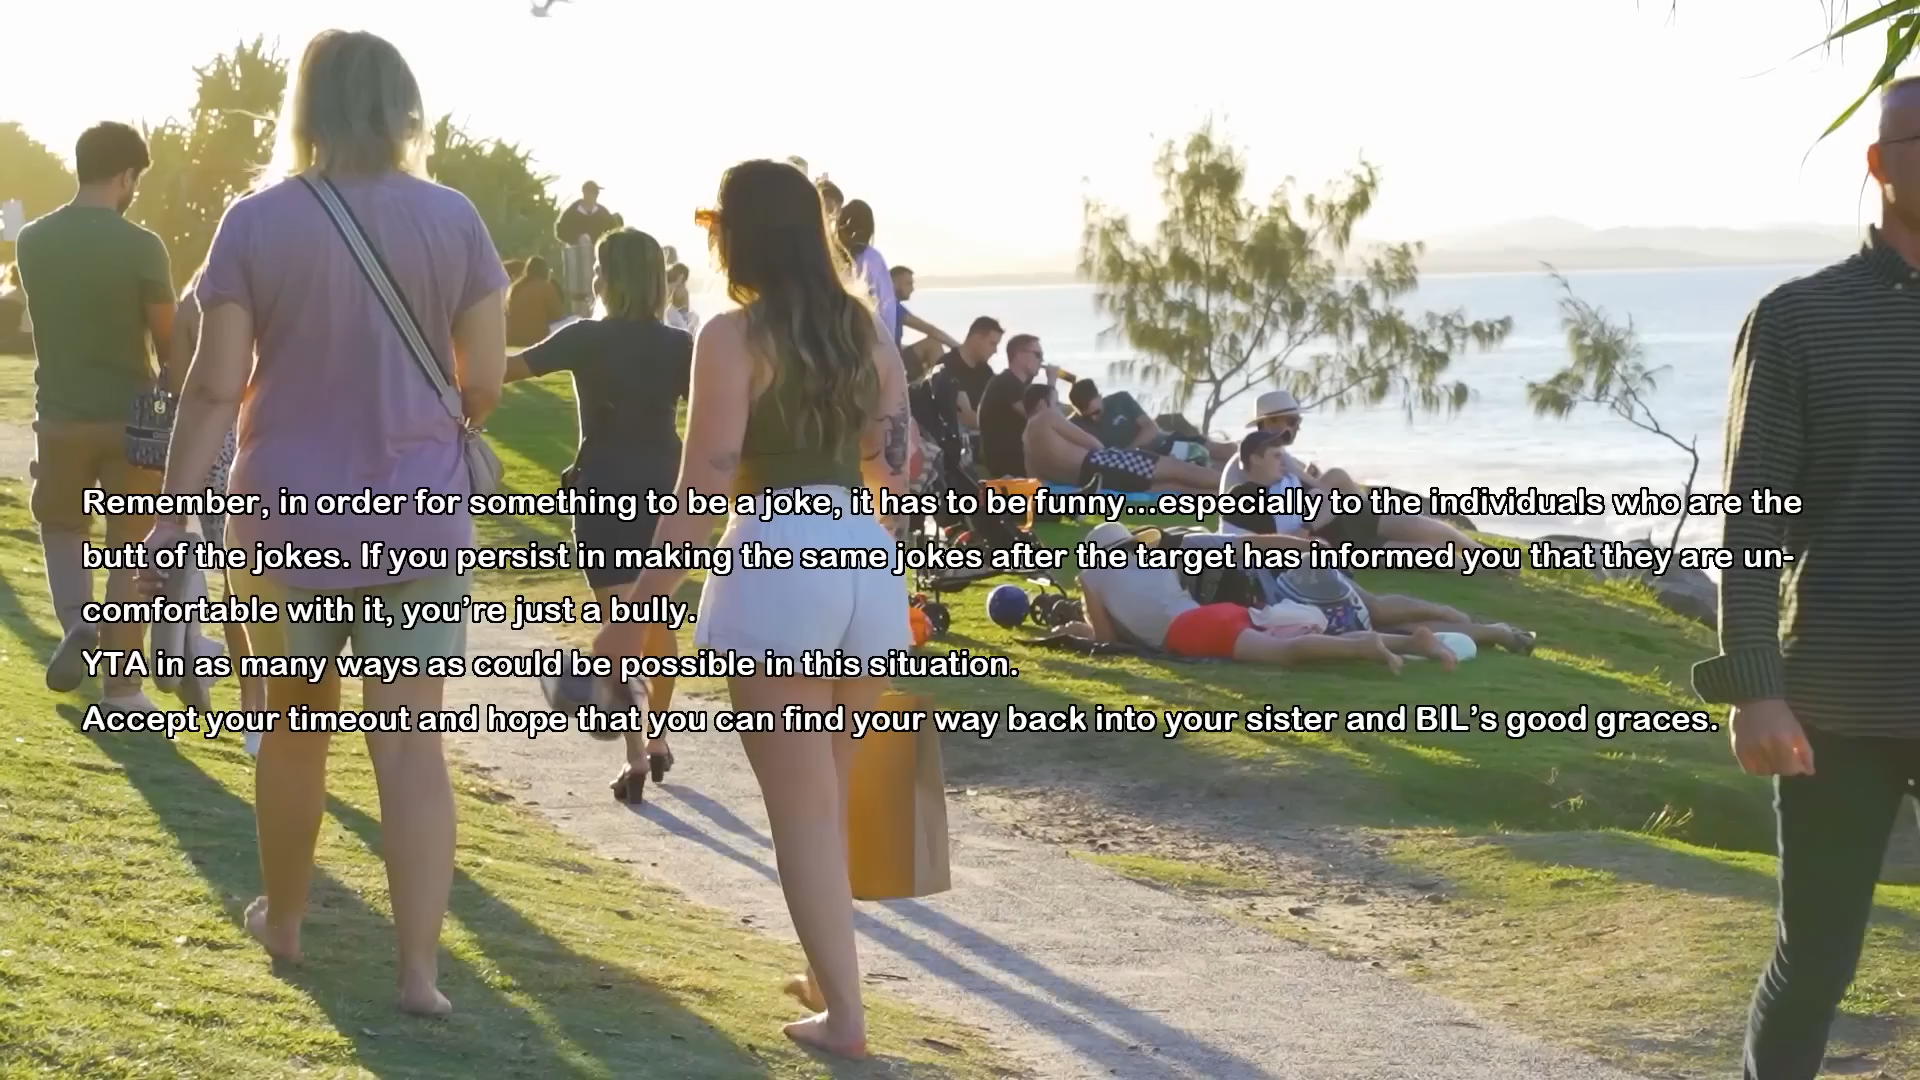 Remember, in order for something to be a joke, it has to be funny...especially to the individuals who are the
butt of the jokes. If you persist in making the same jokes after the target has informed you that they are un-
comfortable with it, you're just a bully.
YTA in as many ways as could be possible in this situation.
Accept your timeout and hope that you can find your way back into your sister and BIL's good graces.